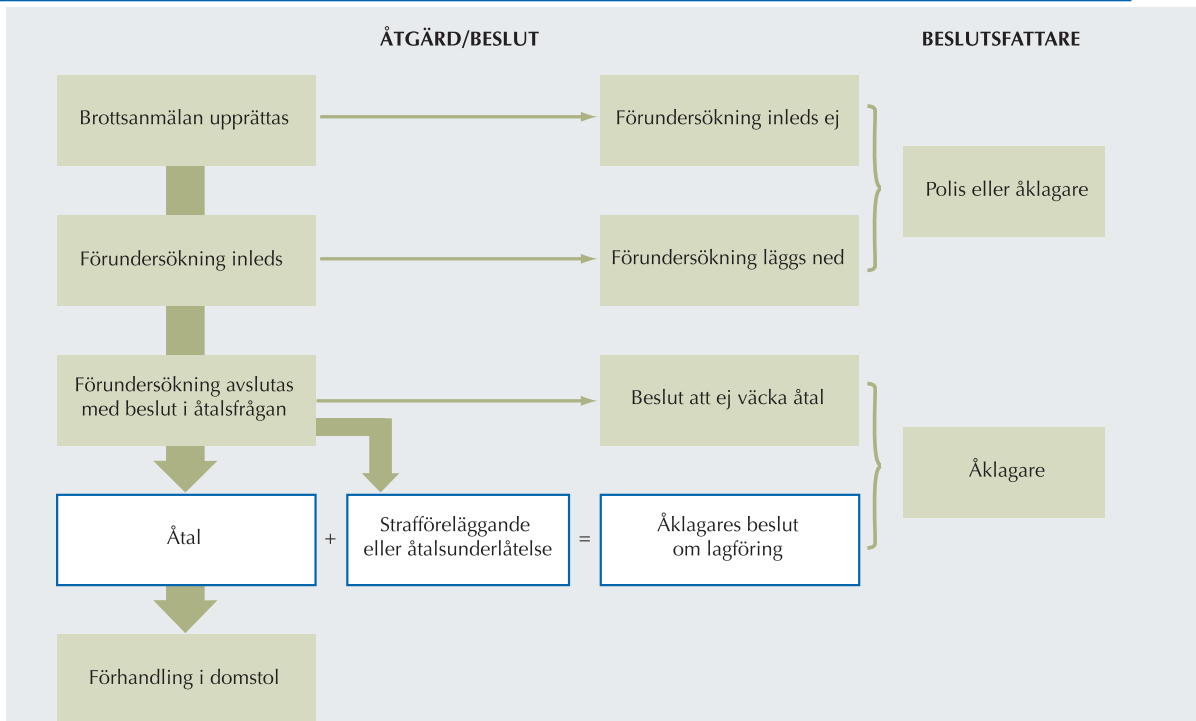 ÅTGÄRD/BESLUT
BESLUTSFATTARE
Brottsanmälan upprättas
Förundersökning inleds ej
Polis eller åklagare
Förundersökning inleds
Förundersökning läggs ned
Förundersökning avslutas
med beslut i åtalsfrågan
Beslut att ej väcka åtal
Åklagare
Åtal
+
Strafföreläggande
eller åtalsunderlåtelse
=
Åklagares beslut
om lagföring
Förhandling i domstol